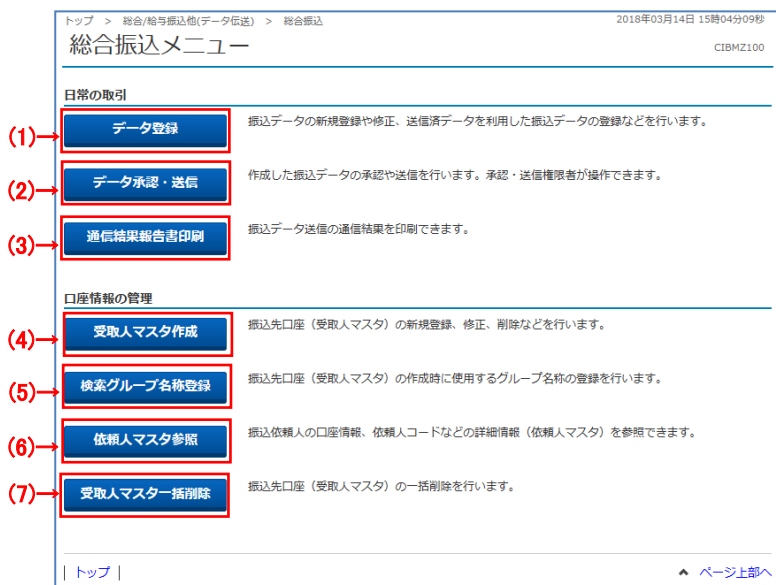 トップ > 総合/給与振込他(データ伝送) > 総合振込
2018年03月14日 15時04分09秒
総合振込メニュー
CIBMZ100
日常の取引
(1)
データ登録
振込データの新規登録や修正、送信済データを利用した振込データの登録などを行います。
(2)
データ承認・送信
作成した振込データの承認や送信を行います。承認・送信権限者が操作できます。
(3)
通信結果報告書印刷
振込データ送信の通信結果を印刷できます。
口座情報の管理
(4)
受取人マスタ作成
振込先口座（受取人マスタ）の新規登録、修正、削除などを行います。
(5)
検索グループ名称登録
振込先口座（受取人マスタ）の作成時に使用するグループ名称の登録を行います。
(6)
依頼人マスタ参照
振込依頼人の口座情報、依頼人コードなどの詳細情報（依頼人マスタ）を参照できます。
(7)
受取人マスター括削除
振込先口座（受取人マスタ）の一括削除を行います。
| トップ |
ページ上部へ